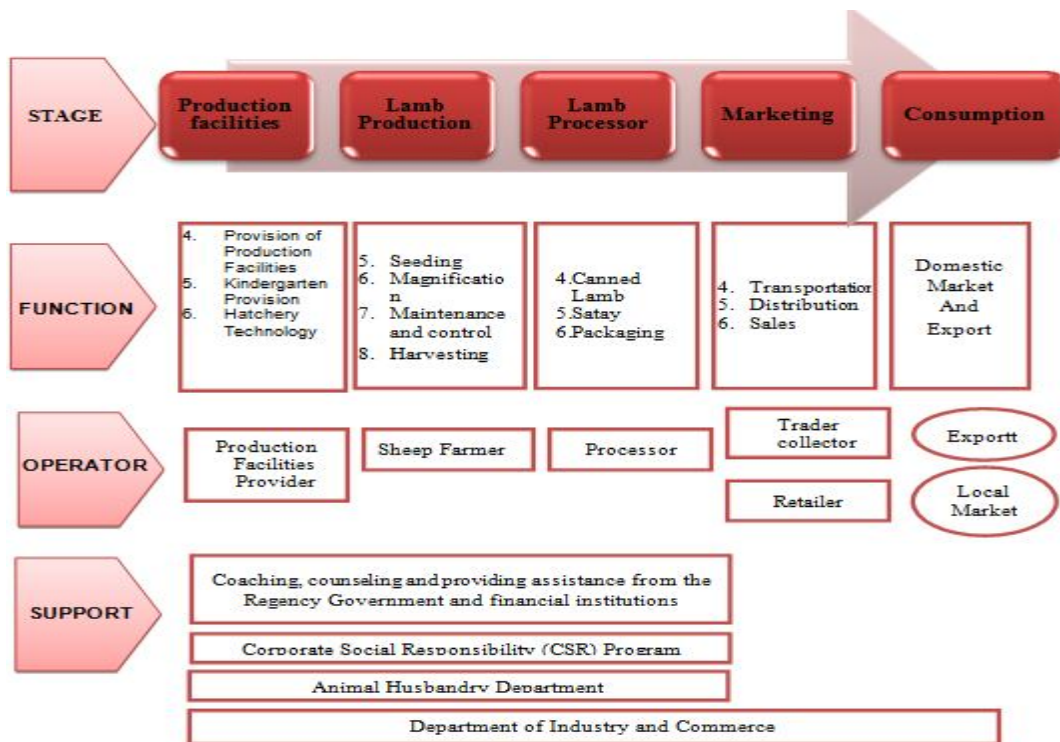 STAGE
Production
facilities
Lamb
Production
Lamb
Processor
Marketing
Consumption
FUNCTION
4. Provision of
Production
Facilities
5. Kindergarten
Provision
6. Hatchery
Technology
5. Seeding
6. Magnificatio
n
7. Maintenance
and control
8. Harvesting
4.Canned
Lamb
5.Satay
6.Packaging
4. Transportation
5. Distribution
6. Sales
Domestic
Market
And
Export
OPERATOR
Production
Facilities
Provider
Sheep Farmer
Processor
Trader
collector
Retailer
Exportt
Local
Market
SUPPORT
Coaching, counseling and providing assistance from the
Regency Government and financial institutions
Corporate Social Responsibility (CSR) Program
Animal Husbandry Department
Department of Industry and Commerce